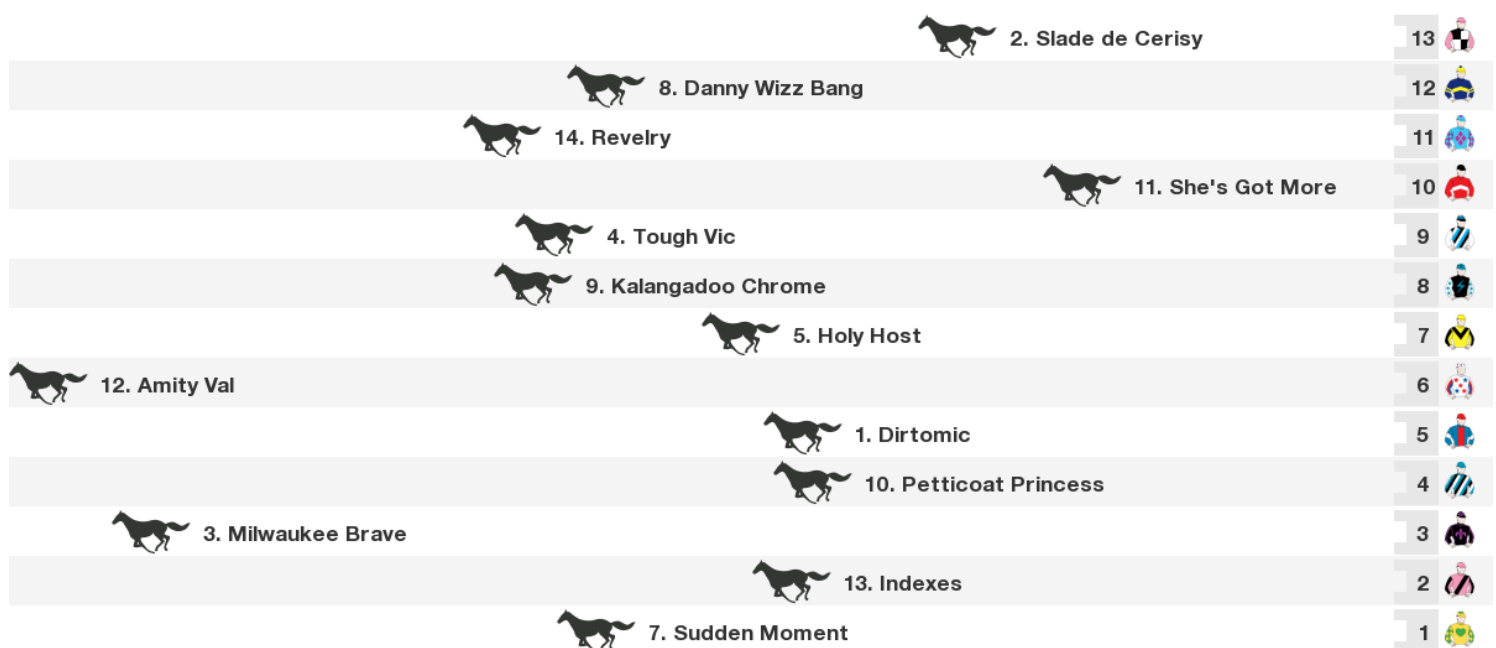 2. Slade de Cerisy 13
8. Danny Wizz Bang 12
14. Revelry 11
11. She's Got More 10
4. Tough Vic 9
9. Kalangadoo Chrome 8
5. Holy Host 7
12. Amity Val 6
1. Dirtomic 5
10. Petticoat Princess 4
3. Milwaukee Brave 3
13. Indexes 2
7. Sudden Moment 1